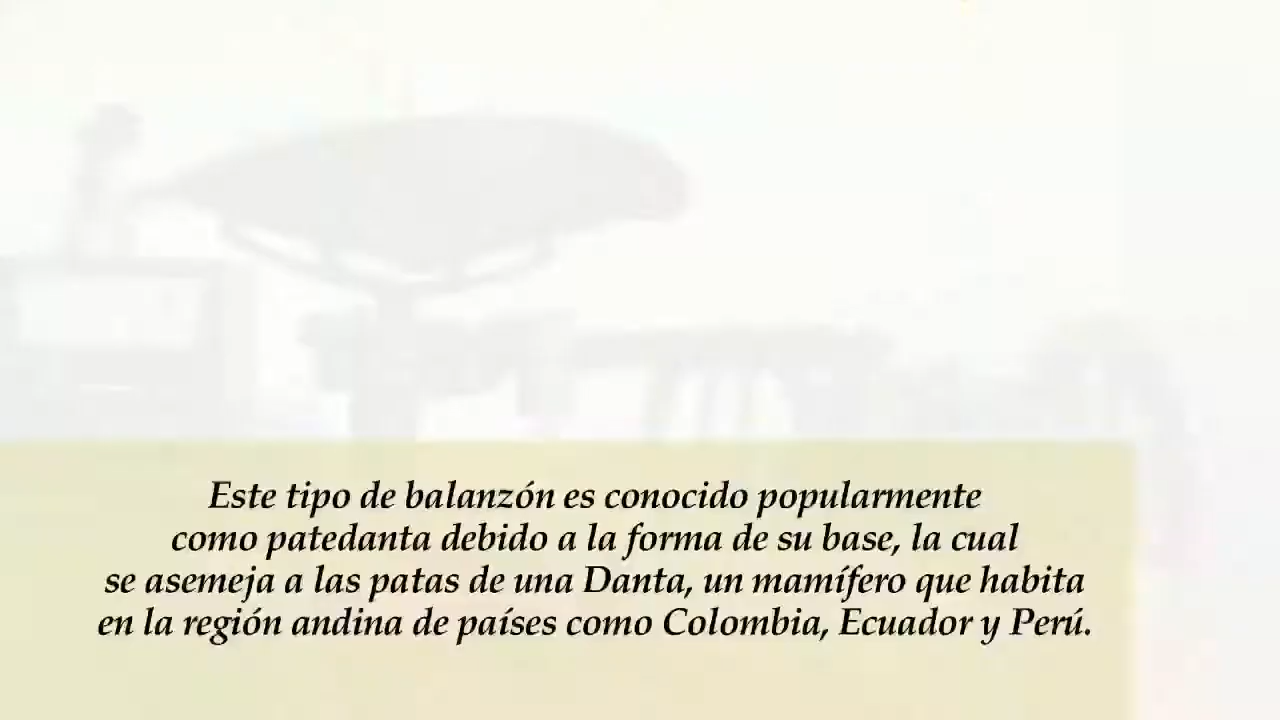 Este tipo de balanzón es conocido popularmente
como patedanta debido a la forma de su base, la cual
se asemeja a las patas de una Danta, un mamífero que habita
en la región andina de países como Colombia, Ecuador y Perú.